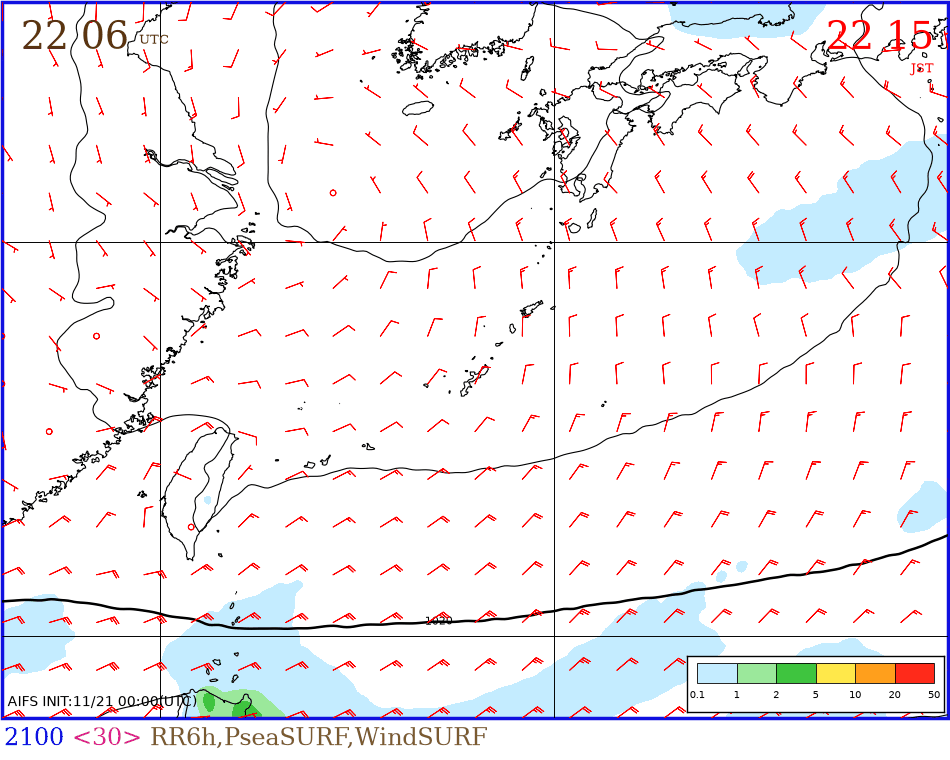 22 06 UTC
22 15 JST
1020
0.1 1 2 5 10 20 50
AIFS INIT:11/21 00:00(UTC)
2100 <30> RR6h,PseaSURF,WindSURF